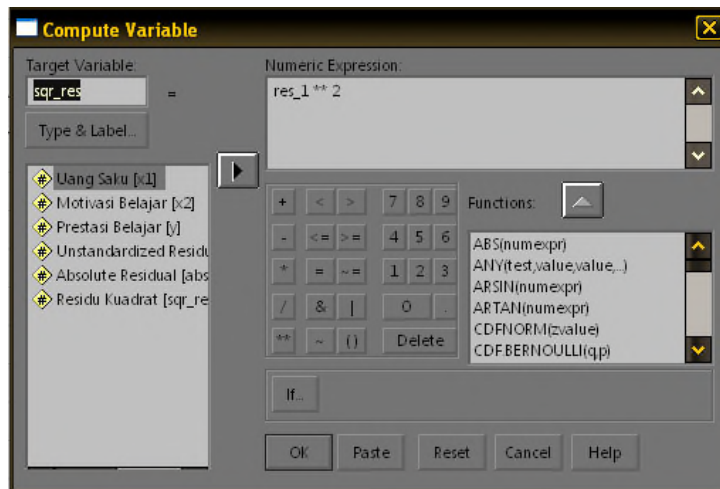 Compute Variable
Target Variable:
sqr_res
=
Type & Label...
Numeric Expression:
res_1 ** 2
Uang Saku [x1]
Motivasi Belajar [x2]
Prestasi Belajar [y]
Unstandardized Residu
Absolute Residual [abs
Residu Kuadrat [sqr_re
+ < > 7 8 9
- <= >= 4 5 6
* = ~= 1 2 3
/ & | 0 .
** ~ () Delete
Functions:
ABS(numexpr)
ANY(test,value,value,...)
ARSIN(numexpr)
ARTAN(numexpr)
CDFNORM(zvalue)
CDF.BERNOULLI(q,p)
If...
OK Paste Reset Cancel Help